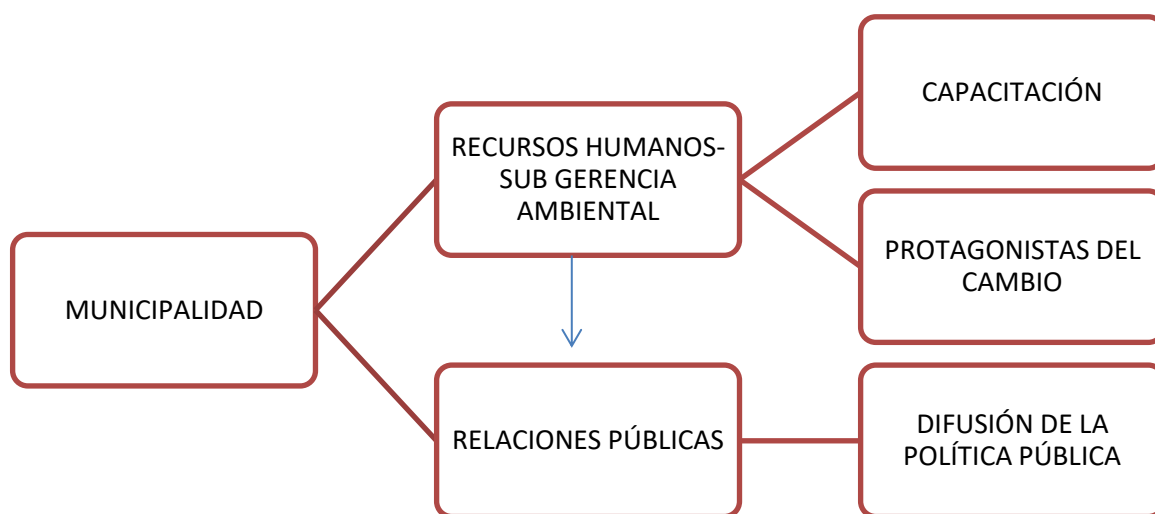 MUNICIPALIDAD
RECURSOS HUMANOS-
SUB GERENCIA
AMBIENTAL
CAPACITACIÓN
PROTAGONISTAS DEL
CAMBIO
RELACIONES PÚBLICAS
DIFUSIÓN DE LA
POLÍTICA PÚBLICA